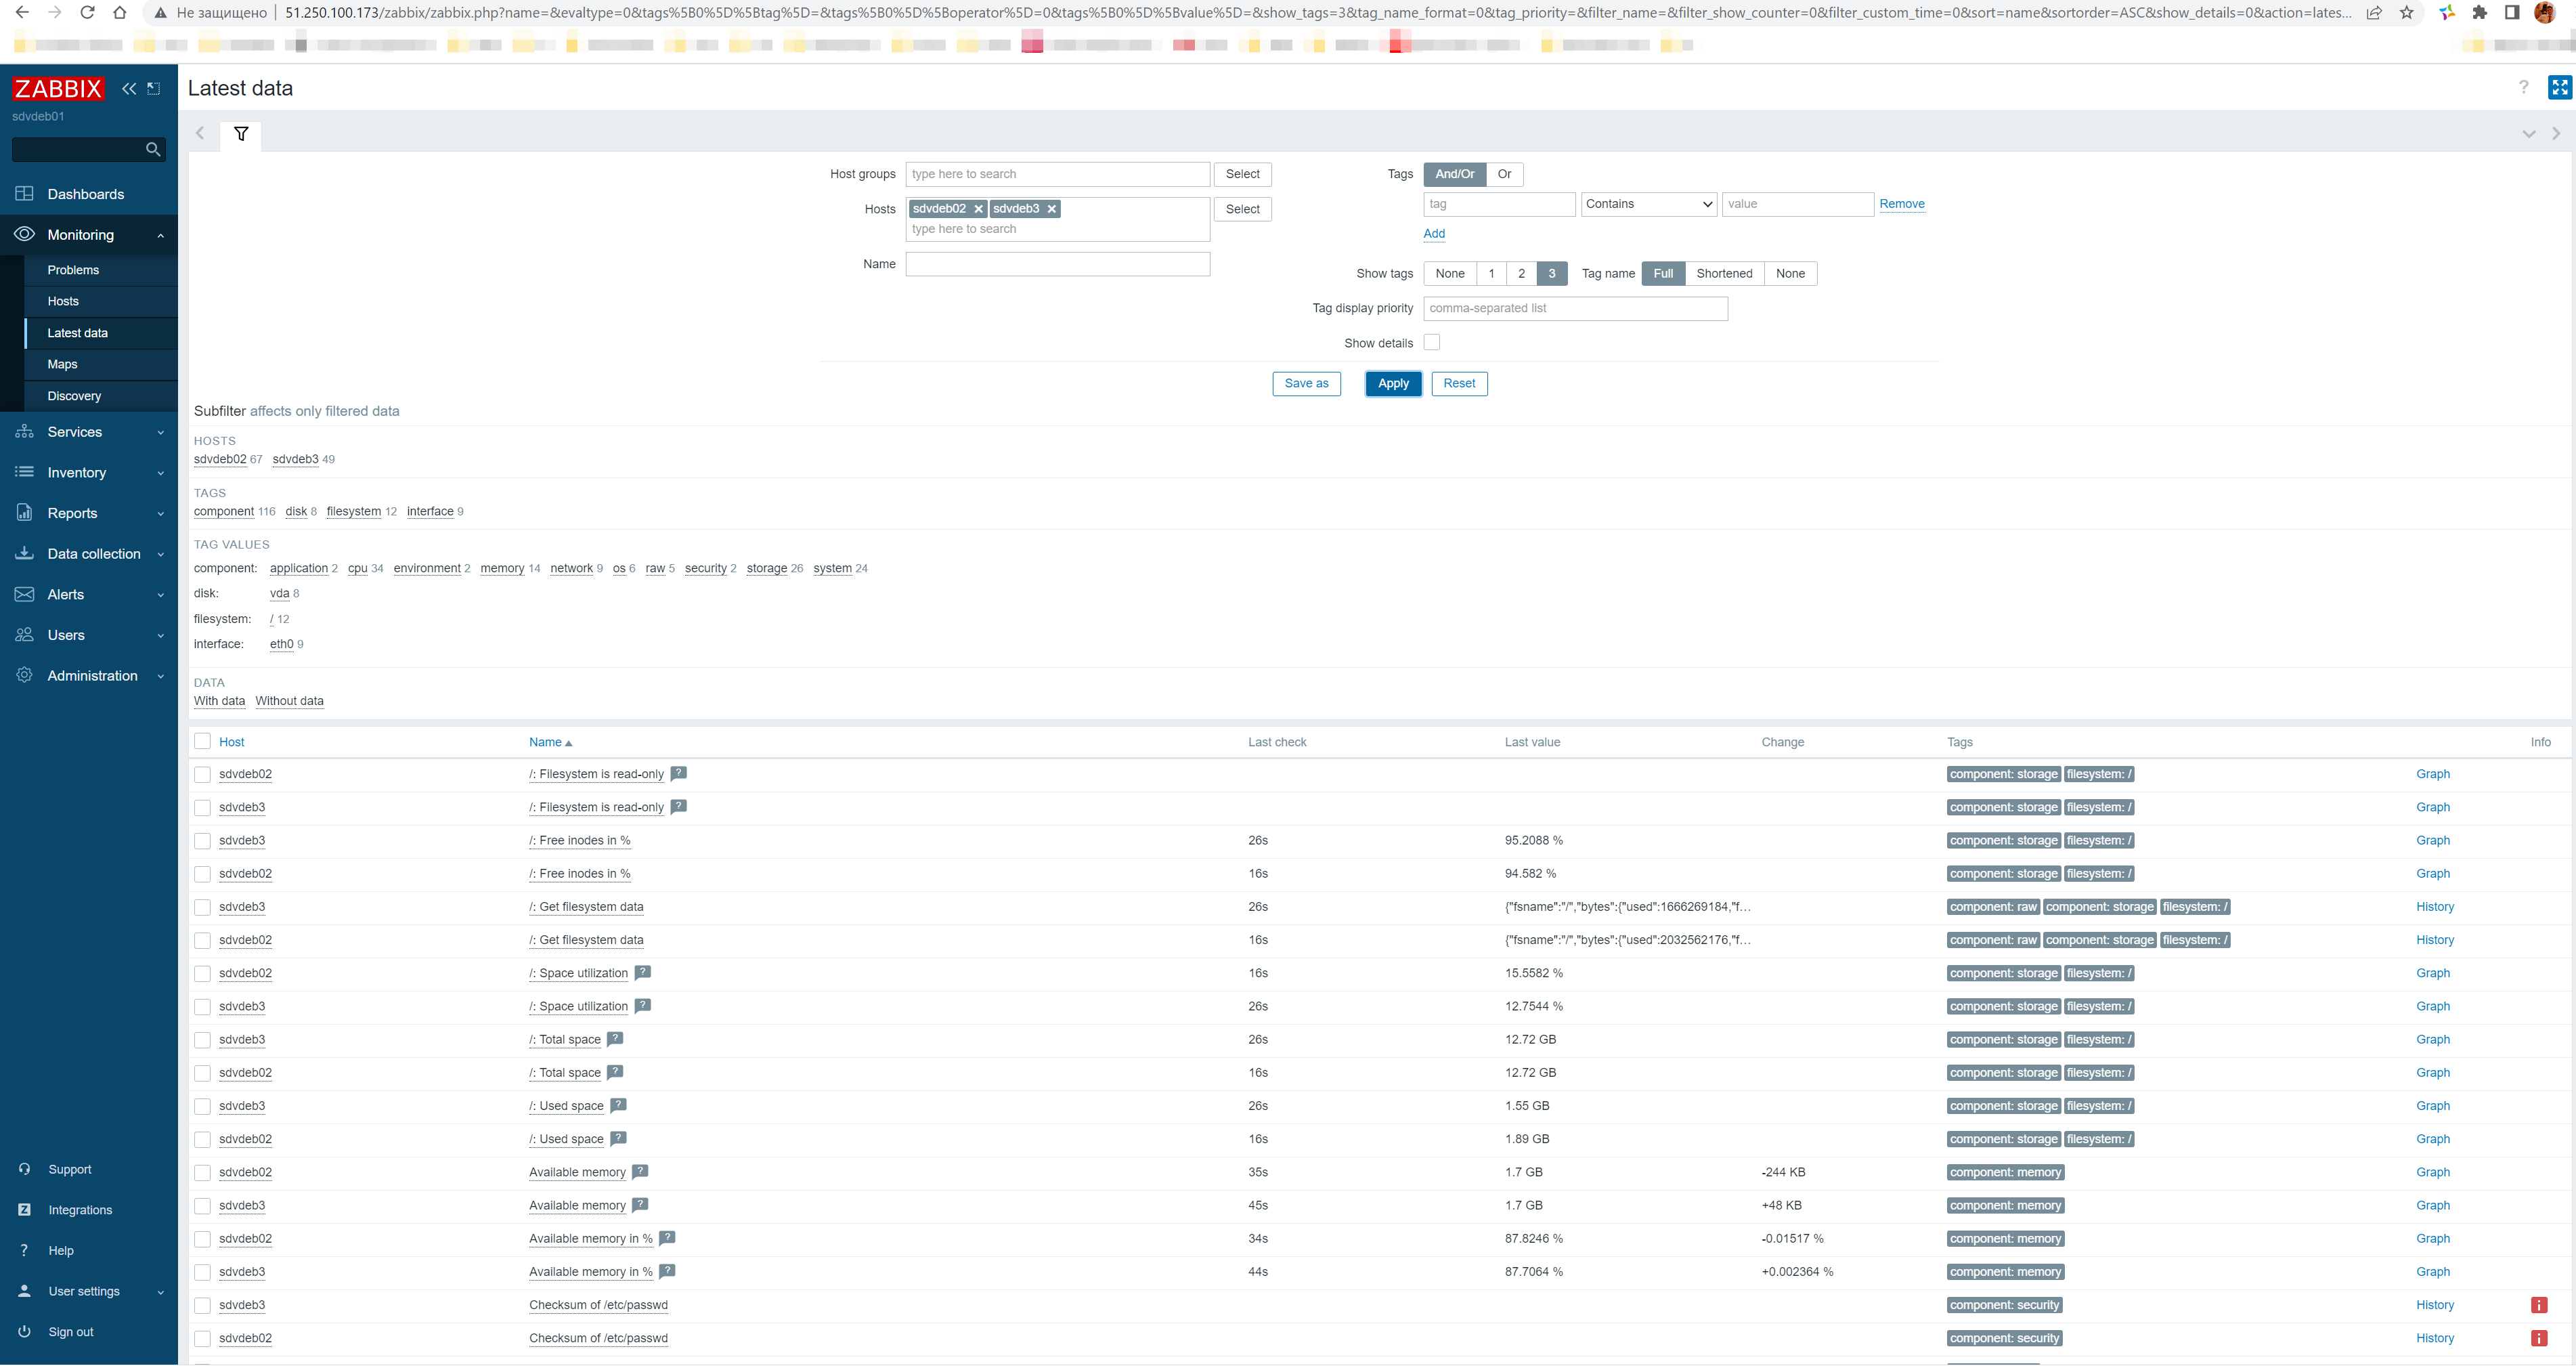 Не защищено | 51.250.100.173/zabbix/zabbix.php?name=&evaltype=0&tags%5B0%5D%5Btag%5D=&tags%5B0%5D%5Boperator%5D=0&tags%5B0%5D%5Bvalue%5D=&show_tags=3&tag_name_format=0&tag_priority=&filter_name=&filter_show_counter=0&filter_custom_time=0&sort=name&sortorder=ASC&show_details=0&action=lates...
ZABBIX
sdvdeb01
Dashboards
Monitoring
Problems
Hosts
Latest data
Maps
Discovery
Services
Inventory
Reports
Data collection
Alerts
Users
Administration
Support
Integrations
Help
User settings
Sign out
Latest data
Host groups type here to search Select
Hosts sdvdeb02 sdvdeb3 Select
type here to search
Name
Tags And/Or Or
tag Contains value Remove
Add
Show tags None 1 2 3 Tag name Full Shortened None
Tag display priority comma-separated list
Show details
Save as Apply Reset
Subfilter affects only filtered data
HOSTS
sdvdeb02 67 sdvdeb3 49
TAGS
component 116 disk 8 filesystem 12 interface 9
TAG VALUES
component: application 2 cpu 34 environment 2 memory 14 network 9 os 6 raw 5 security 2 storage 26 system 24
disk: vda 8
filesystem: / 12
interface: eth0 9
DATA
With data Without data
Host Name Last check Last value Change Tags Info
sdvdeb02 /: Filesystem is read-only component: storage filesystem: / Graph
sdvdeb3 /: Filesystem is read-only component: storage filesystem: / Graph
sdvdeb3 /: Free inodes in % 26s 95.2088 % component: storage filesystem: / Graph
sdvdeb02 /: Free inodes in % 16s 94.582 % component: storage filesystem: / Graph
sdvdeb3 /: Get filesystem data 26s {"fsname":"/","bytes":{"used":1666269184,"f... component: raw component: storage filesystem: / History
sdvdeb02 /: Get filesystem data 16s {"fsname":"/","bytes":{"used":2032562176,"f... component: raw component: storage filesystem: / History
sdvdeb02 /: Space utilization 16s 15.5582 % component: storage filesystem: / Graph
sdvdeb3 /: Space utilization 26s 12.7544 % component: storage filesystem: / Graph
sdvdeb3 /: Total space 26s 12.72 GB component: storage filesystem: / Graph
sdvdeb02 /: Total space 16s 12.72 GB component: storage filesystem: / Graph
sdvdeb3 /: Used space 26s 1.55 GB component: storage filesystem: / Graph
sdvdeb02 /: Used space 16s 1.89 GB component: storage filesystem: / Graph
sdvdeb02 Available memory 35s 1.7 GB -244 KB component: memory Graph
sdvdeb3 Available memory 45s 1.7 GB +48 KB component: memory Graph
sdvdeb02 Available memory in % 34s 87.8246 % -0.01517 % component: memory Graph
sdvdeb3 Available memory in % 44s 87.7064 % +0.002364 % component: memory Graph
sdvdeb3 Checksum of /etc/passwd component: security History
sdvdeb02 Checksum of /etc/passwd component: security History